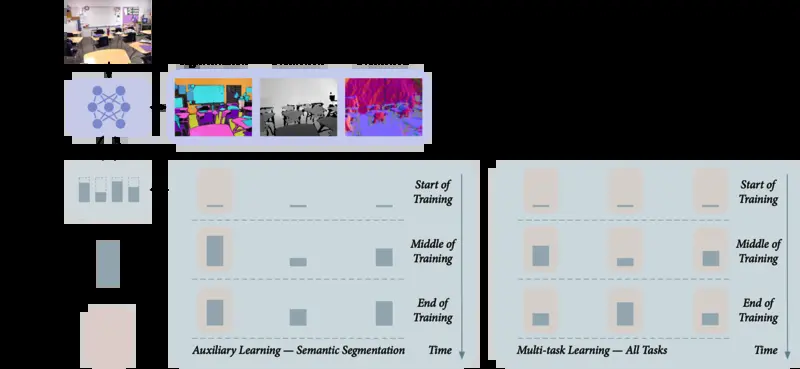 Start of
Training
Start of
Training
Middle of
Training
Middle of
Training
End of
Training
End of
Training
Auxiliary Learning — Semantic Segmentation
Time
Multi-task Learning — All Tasks
Time